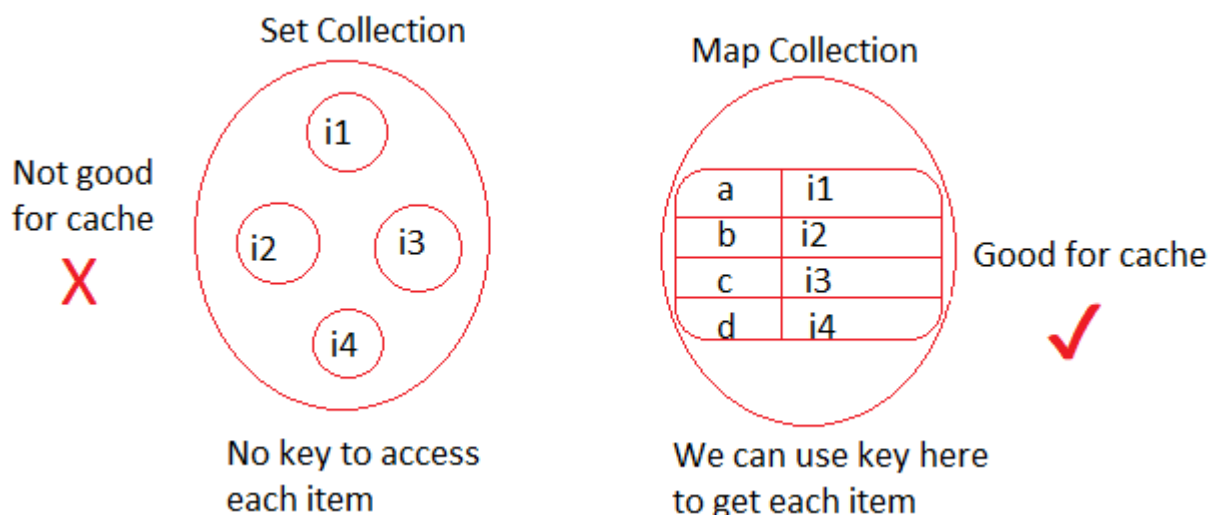 Set Collection
i1
i2
i3
i4
Not good
for cache
X
No key to access
each item
Map Collection
a i1
b i2
c i3
d i4
Good for cache
We can use key here
to get each item